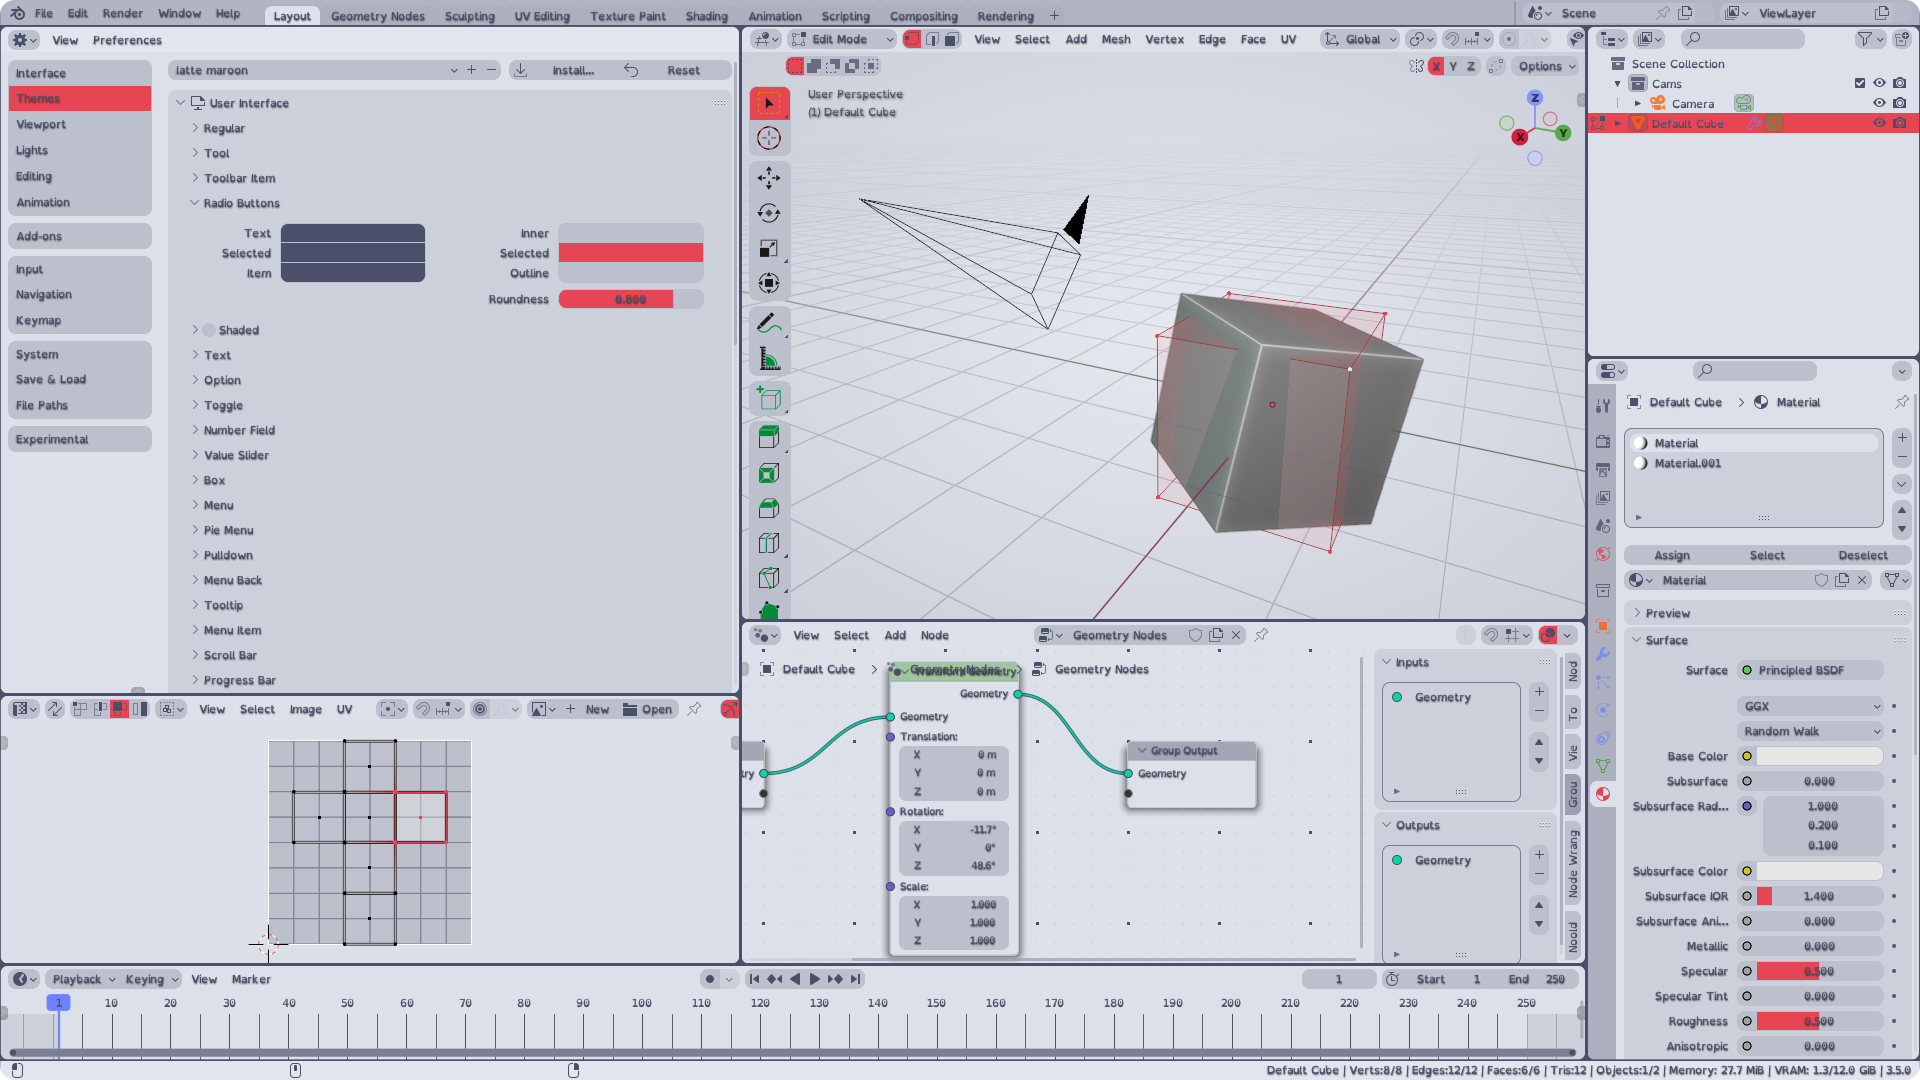 File Edit Render Window Help Layout Geometry Nodes Sculpting UV Editing Texture Paint Shading Animation Scripting Compositing Rendering + Scene ViewLayer
View Preferences
Interface
Themes
Viewport
Lights
Editing
Animation
Add-ons
Input
Navigation
Keymap
System
Save & Load
File Paths
Experimental
latte maroon Install... Reset
User Interface
Regular
Tool
Toolbar Item
Radio Buttons
Text Inner
Selected Selected
Item Outline
Roundness 0.800
Shaded
Text
Option
Toggle
Number Field
Value Slider
Box
Menu
Pie Menu
Pulldown
Menu Back
Tooltip
Menu Item
Scroll Bar
Progress Bar
Edit Mode View Select Add Mesh Vertex Edge Face UV Global
X Y Z Options
User Perspective
(1) Default Cube
Z
X Y
Scene Collection
Cams
Camera
Default Cube
Default Cube > Material
Material
Material.001
Assign Select Deselect
Material
Preview
Surface
Surface Principled BSDF
GGX
Random Walk
Base Color
Subsurface 0.000
Subsurface Rad... 1.000
0.200
0.100
Subsurface Color
Subsurface IOR 1.400
Subsurface Ani... 0.000
Metallic 0.000
Specular 0.500
Specular Tint 0.000
Roughness 0.500
Anisotropic 0.000
View Select Image UV New Open
View Select Add Node Geometry Nodes
Default Cube > GeometryNodes > Geometry Nodes
Transform Geometry
Geometry
Geometry
Translation:
X 0 m
Y 0 m
Z 0 m
Rotation:
X -11.7°
Y 0°
Z 48.6°
Scale:
X 1.000
Y 1.000
Z 1.000
try
Group Output
Geometry
Inputs
Geometry
Outputs
Geometry
Nod
To
Vie
Grou
Node Wrang
Noold
Playback Keying View Marker 1 Start 1 End 250
1 10 20 30 40 50 60 70 80 90 100 110 120 130 140 150 160 170 180 190 200 210 220 230 240 250
Default Cube | Verts:8/8 | Edges:12/12 | Faces:6/6 | Tris:12 | Objects:1/2 | Memory: 27.7 MiB | VRAM: 1.3/12.0 GiB | 3.5.0